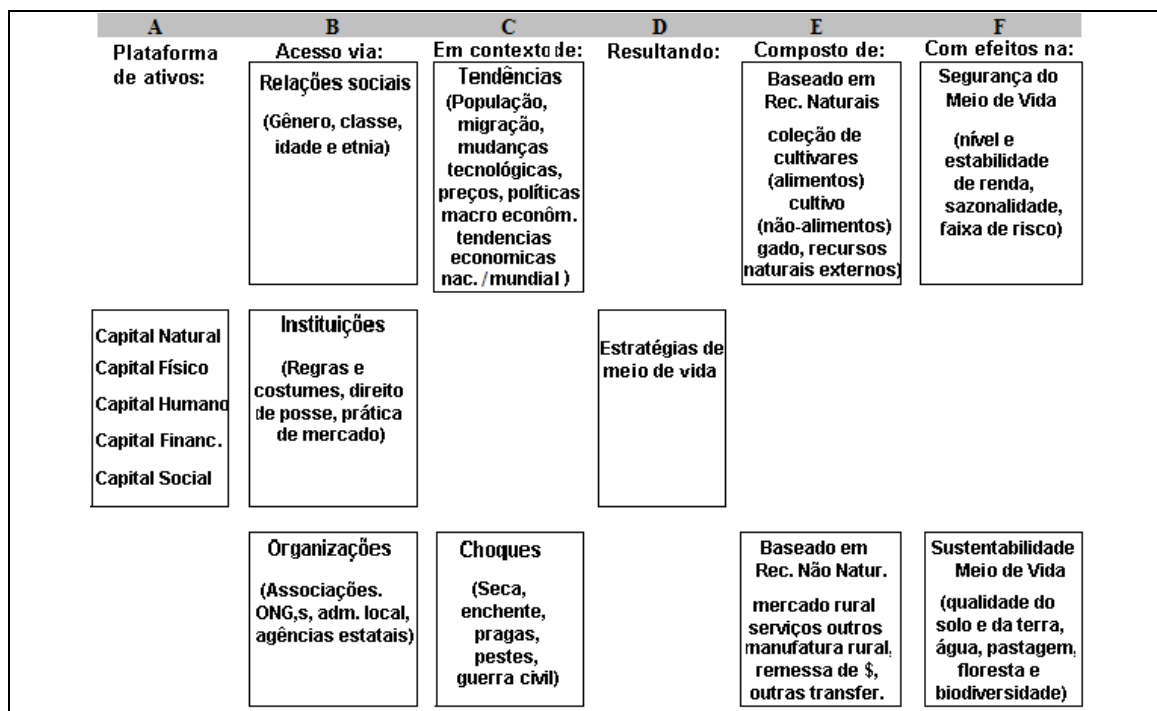 A B C D E F
Plataforma
de ativos:
Acesso via:
Em contexto de:
Resultando:
Composto de:
Com efeitos na:
Relações sociais
(Gênero, classe,
idade e etnia)
Tendências
(População,
migração,
mudanças
tecnológicas,
preços, políticas
macro econôm.
tendencias
economicas
nac. /mundial )
Baseado em
Rec. Naturais
coleção de
cultivares
(alimentos)
cultivo
(não-alimentos)
gado, recursos
naturais externos)
Segurança do
Meio de Vida
(nível e
estabilidade
de renda,
sazonalidade,
faixa de risco)
Capital Natural
Capital Físico
Capital Humano
Capital Financ.
Capital Social
Instituições
(Regras e
costumes, direito
de posse, prática
de mercado)
Estratégias de
meio de vida
Organizações
(Associações.
ONG,s, adm. local,
agências estatais)
Choques
(Seca,
enchente,
pragas,
pestes,
guerra civil)
Baseado em
Rec. Não Natur.
mercado rural
serviços outros
manufatura rural,
remessa de $,
outras transfer.
Sustentabilidade
Meio de Vida
(qualidade do
solo e da terra,
água, pastagem,
floresta e
biodiversidade)